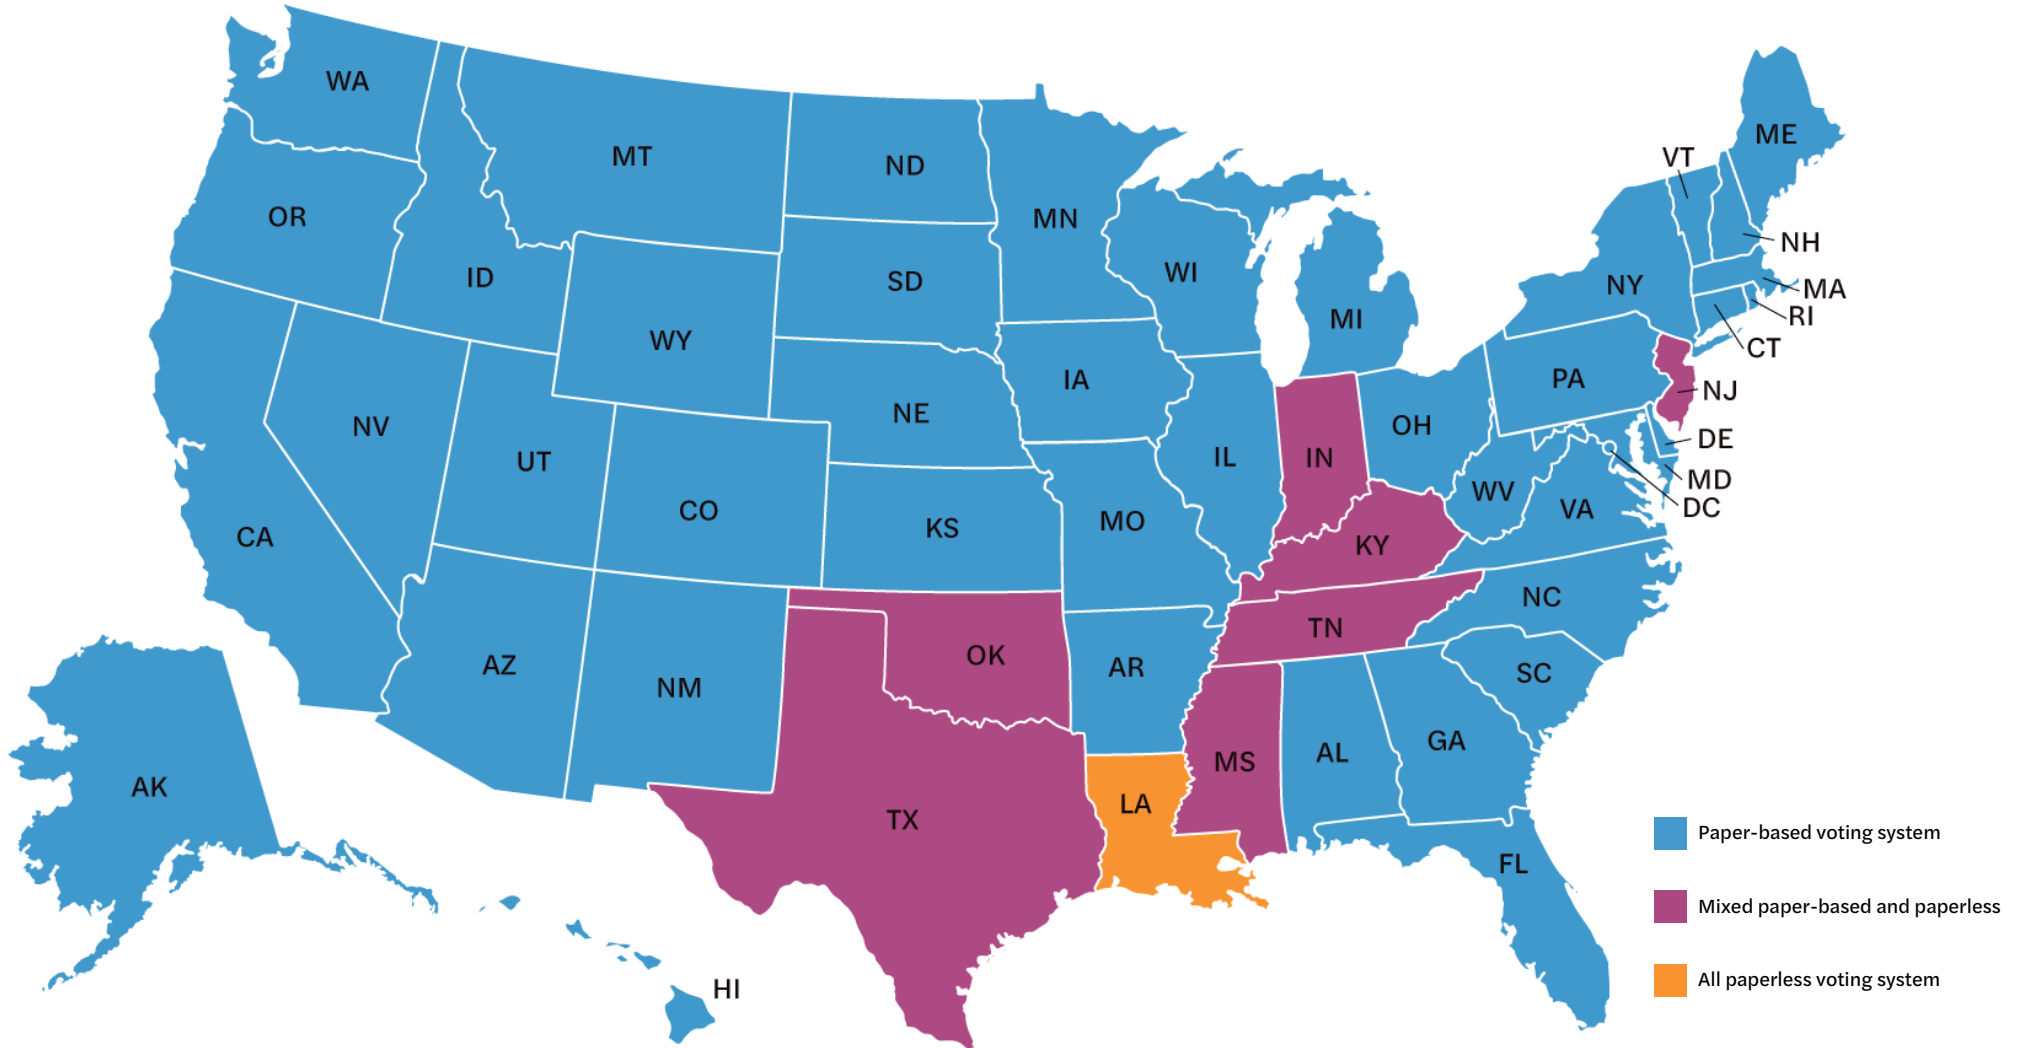 WA
MT
ND
MN
ME
VT
OR
ID
SD
WI
NH
NY
MA
RI
WY
MI
CT
IA
PA
NJ
NV
NE
OH
DE
UT
IL
IN
MD
WV
DC
CO
KS
MO
VA
CA
KY
NC
TN
AZ
OK
AR
SC
NM
GA
AL
MS
AK
LA
TX
FL
HI
Paper-based voting system
Mixed paper-based and paperless
All paperless voting system